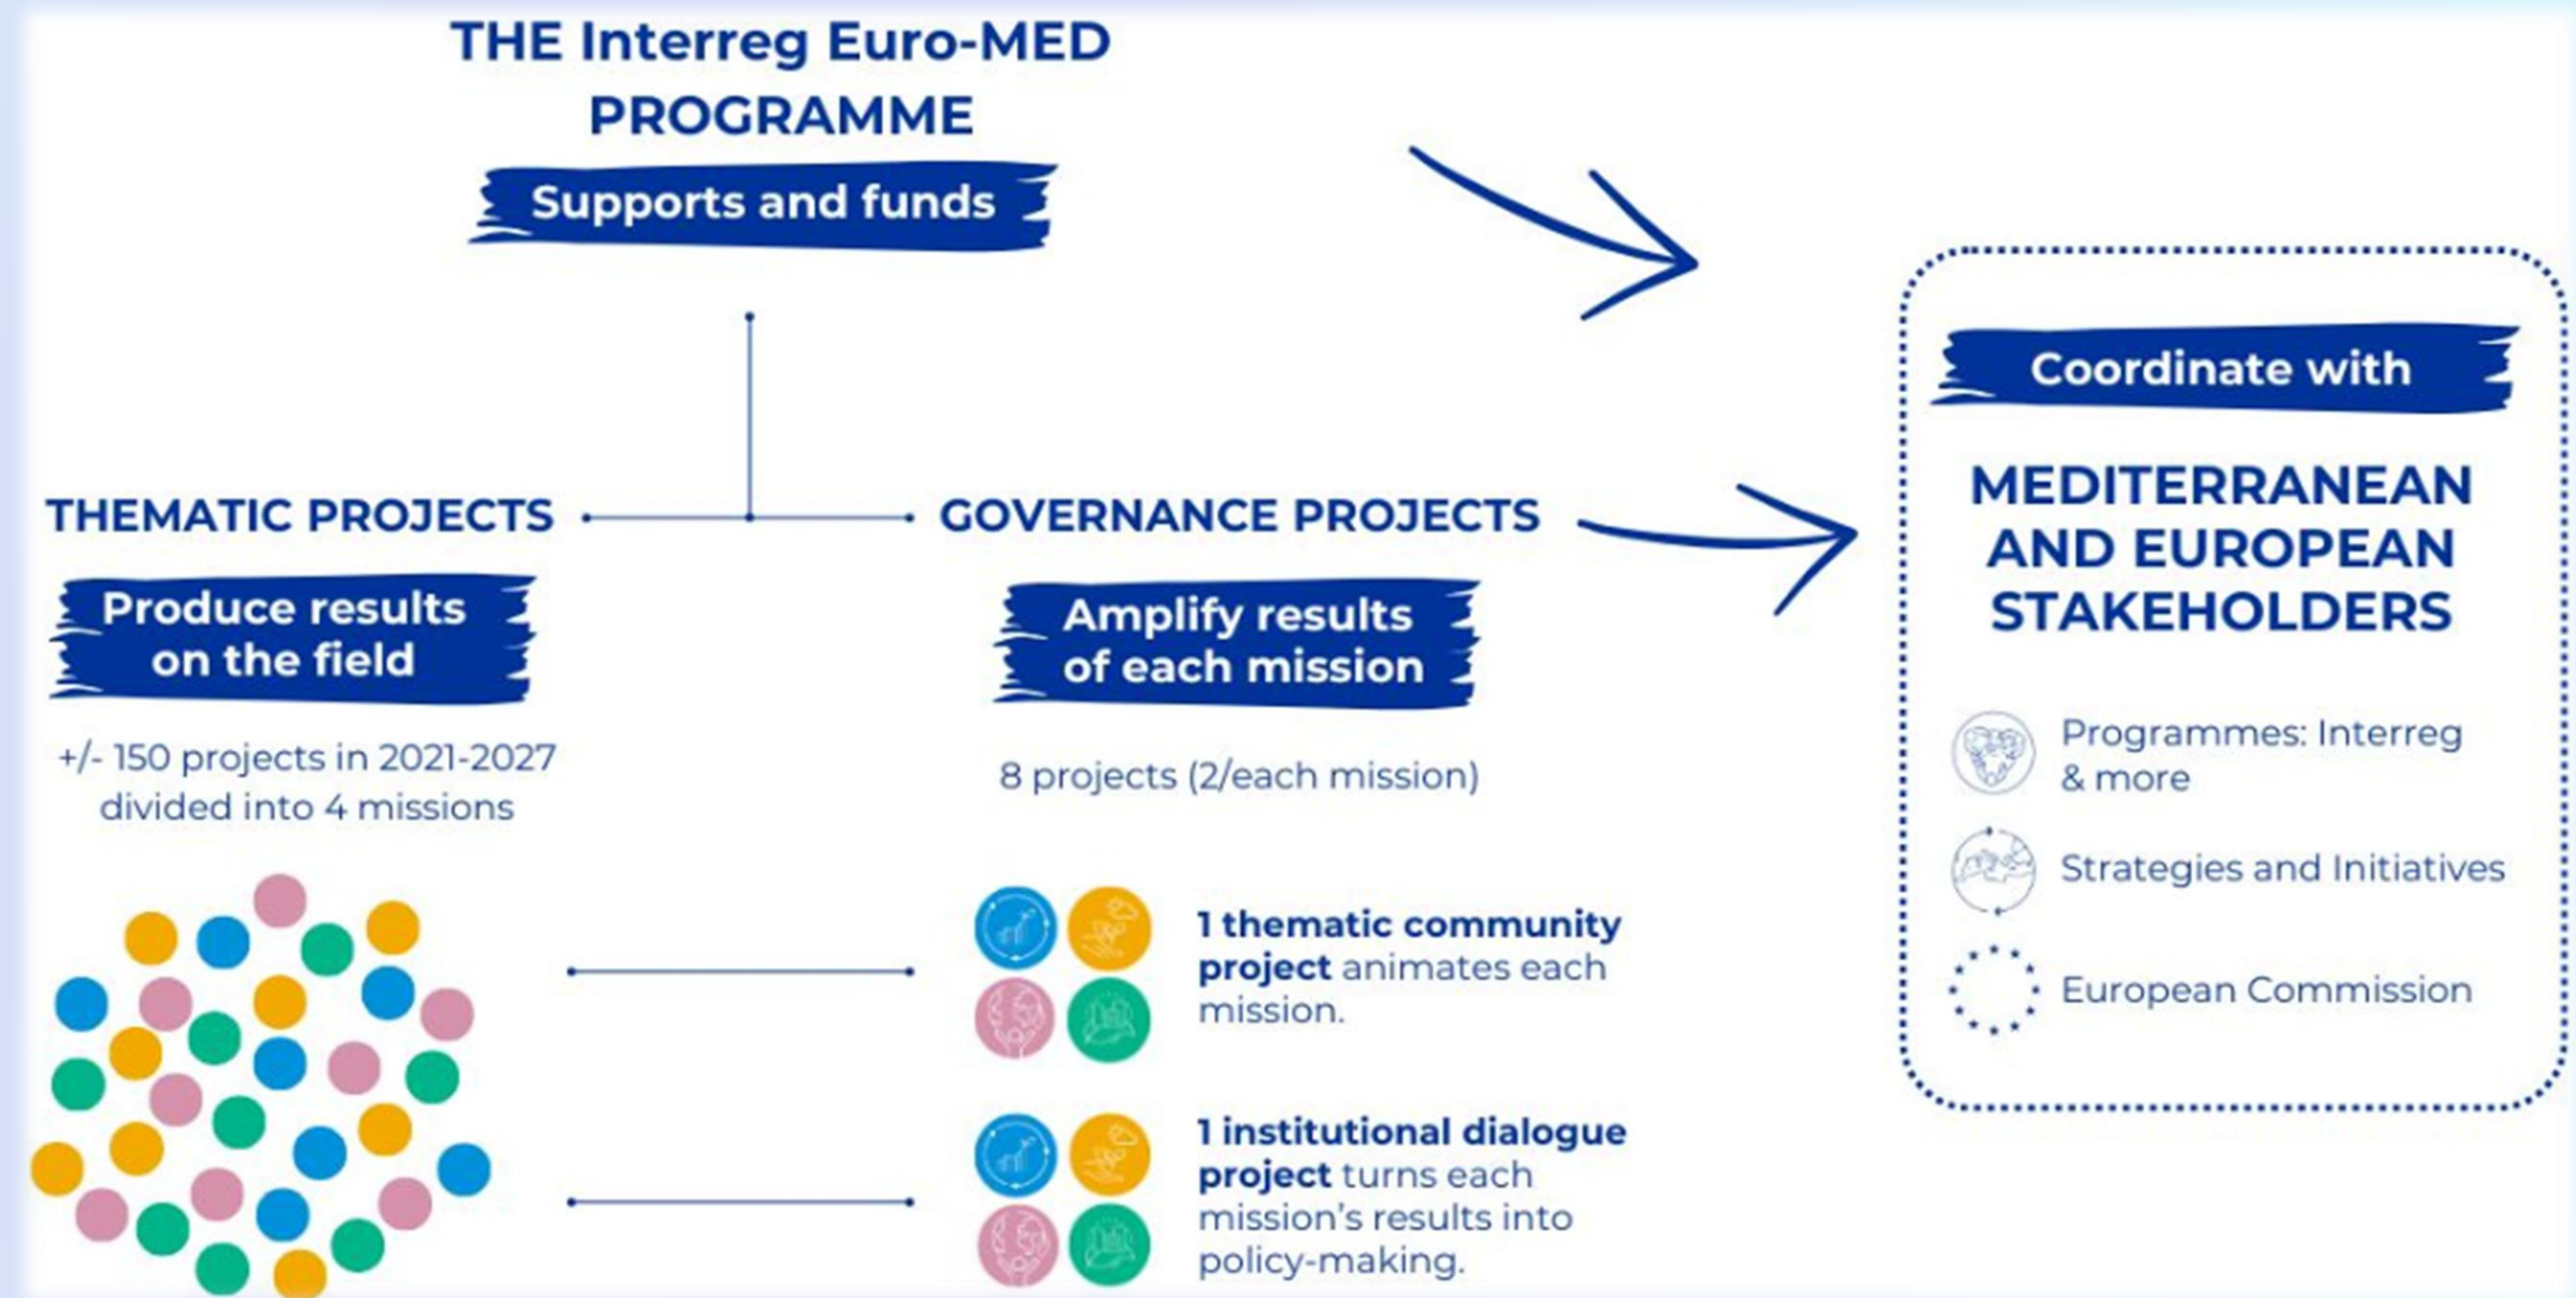 THE Interreg Euro-MED
PROGRAMME
Supports and funds
THEMATIC PROJECTS
Produce results
on the field
+/- 150 projects in 2021-2027
divided into 4 missions
GOVERNANCE PROJECTS
Amplify results
of each mission
8 projects (2/each mission)
1 thematic community
project animates each
mission.
1 institutional dialogue
project turns each
mission's results into
policy-making.
Coordinate with
MEDITERRANEAN
AND EUROPEAN
STAKEHOLDERS
Programmes: Interreg
& more
Strategies and Initiatives
European Commission